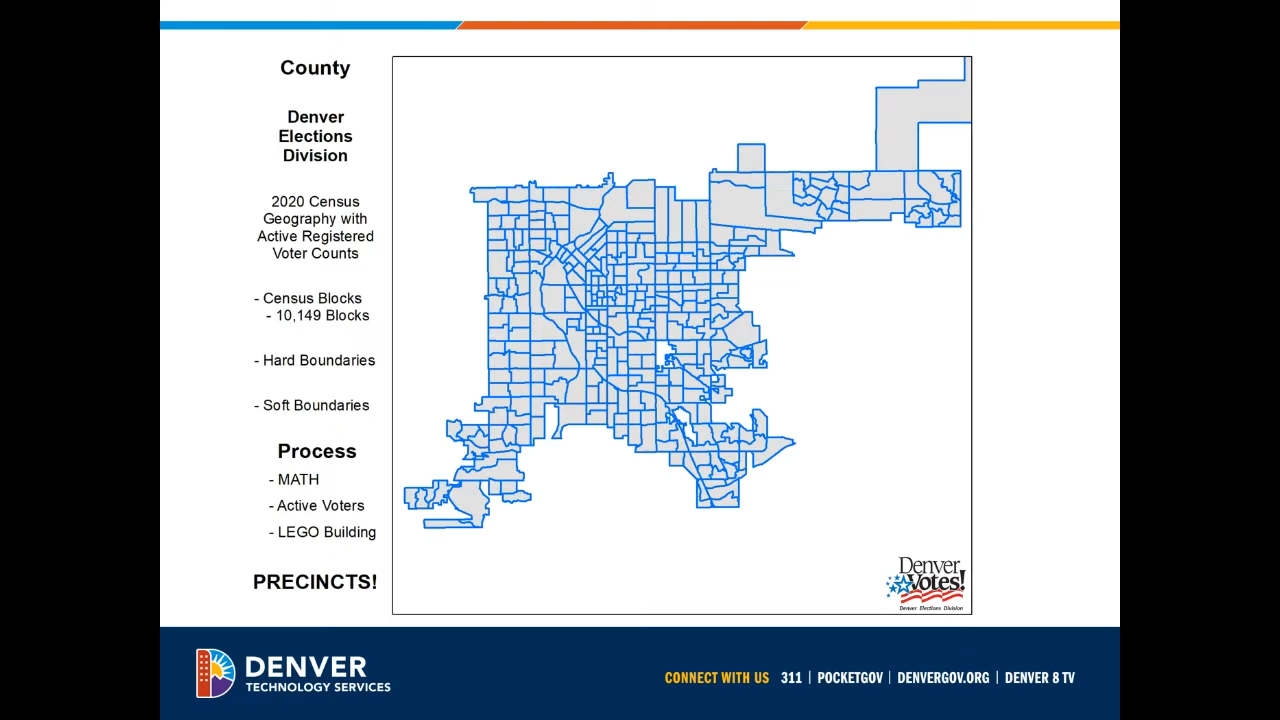 County
Denver
Elections
Division
2020 Census
Geography with
Active Registered
Voter Counts
- Census Blocks
- 10,149 Blocks
- Hard Boundaries
- Soft Boundaries
Process
- MATH
- Active Voters
- LEGO Building
PRECINCTS!
Denver
Votes!
Denver Elections Division
DENVER
TECHNOLOGY SERVICES
CONNECT WITH US 311 | POCKETGOV | DENVERGOV.ORG | DENVER 8 TV